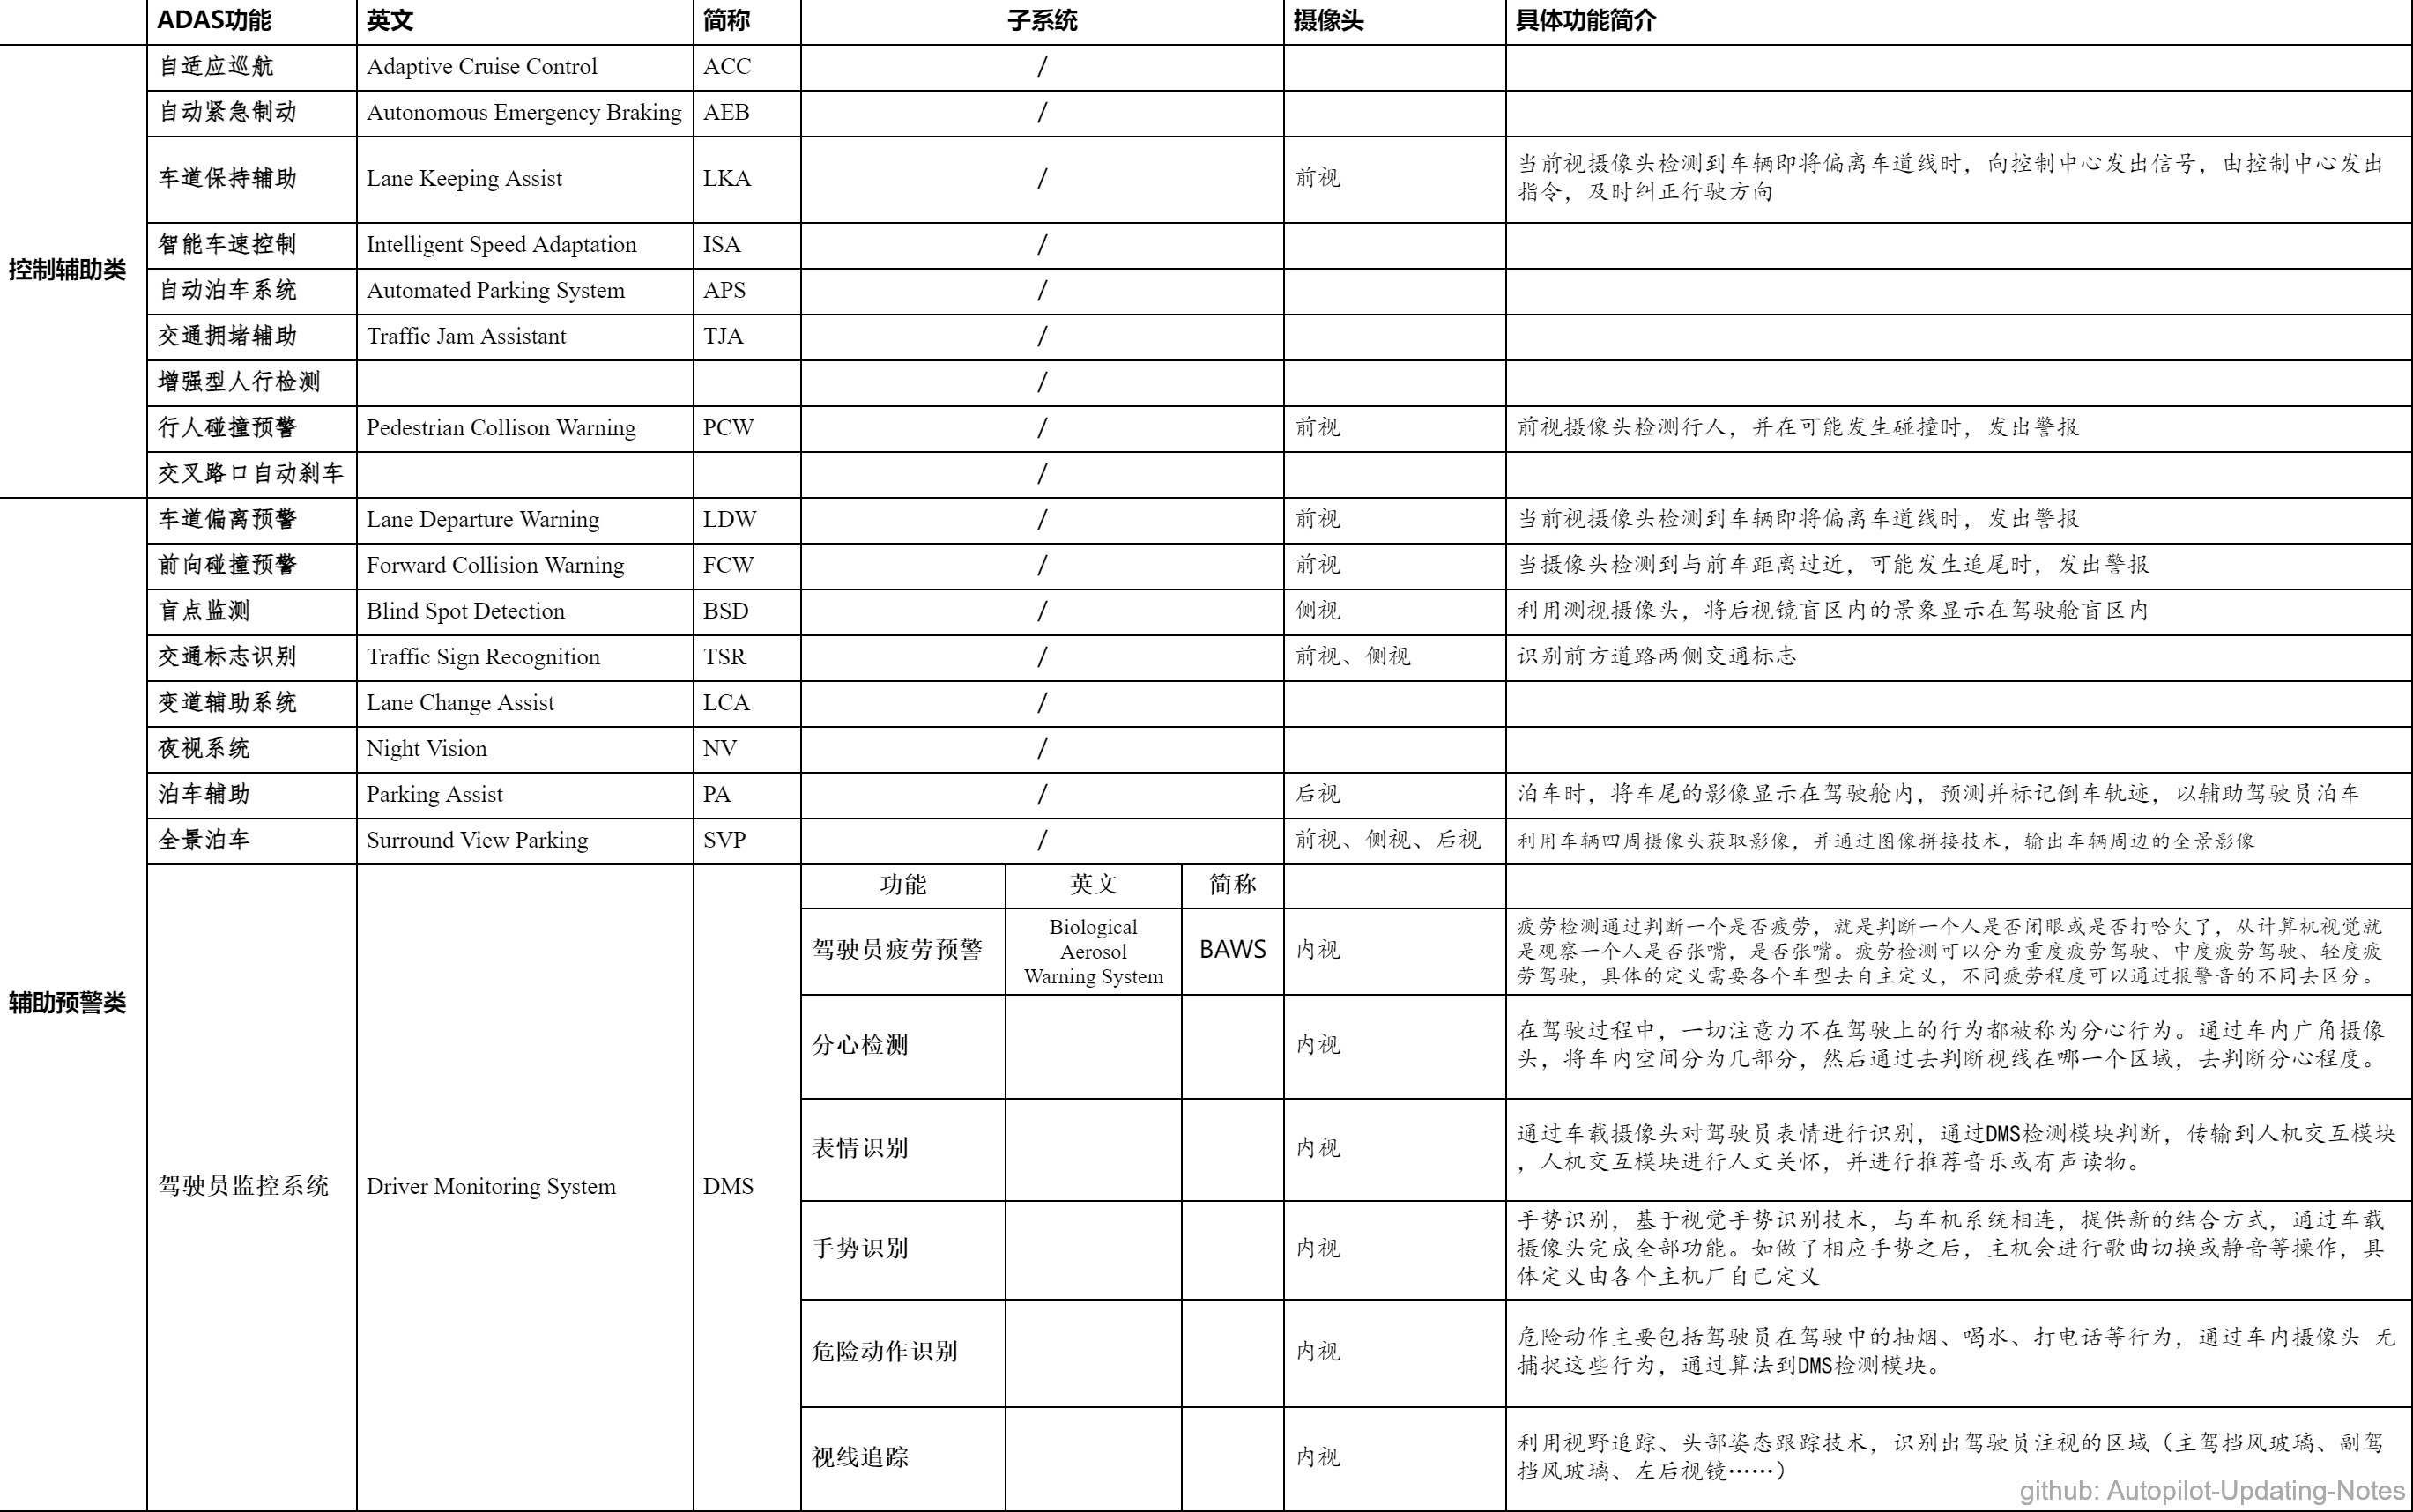 ADAS功能 英文 简称 子系统 摄像头 具体功能简介
控制辅助类
自适应巡航 Adaptive Cruise Control ACC /
自动紧急制动 Autonomous Emergency Braking AEB /
车道保持辅助 Lane Keeping Assist LKA / 前视
当前视摄像头检测到车辆即将偏离车道线时，向控制中心发出信号，由控制中心发出
指令，及时纠正行驶方向
智能车速控制 Intelligent Speed Adaptation ISA /
自动泊车系统 Automated Parking System APS /
交通拥堵辅助 Traffic Jam Assistant TJA /
增强型人行检测 /
行人碰撞预警 Pedestrian Collison Warning PCW / 前视 前视摄像头检测行人，并在可能发生碰撞时，发出警报
交叉路口自动刹车 /
辅助预警类
车道偏离预警 Lane Departure Warning LDW / 前视 当前视摄像头检测到车辆即将偏离车道线时，发出警报
前向碰撞预警 Forward Collision Warning FCW / 前视 当摄像头检测到与前车距离过近，可能发生追尾时，发出警报
盲点监测 Blind Spot Detection BSD / 侧视 利用测视摄像头，将后视镜盲区内的景象显示在驾驶舱盲区内
交通标志识别 Traffic Sign Recognition TSR / 前视、侧视 识别前方道路两侧交通标志
变道辅助系统 Lane Change Assist LCA /
夜视系统 Night Vision NV /
泊车辅助 Parking Assist PA / 后视 泊车时，将车尾的影像显示在驾驶舱内，预测并标记倒车轨迹，以辅助驾驶员泊车
全景泊车 Surround View Parking SVP / 前视、侧视、后视 利用车辆四周摄像头获取影像，并通过图像拼接技术，输出车辆周边的全景影像
驾驶员监控系统 Driver Monitoring System DMS
功能 英文 简称
驾驶员疲劳预警
Biological
Aerosol
Warning System
BAWS 内视
疲劳检测通过判断一个是否疲劳，就是判断一个人是否闭眼或是否打哈欠了，从计算机视觉就
是观察一个人是否张嘴，是否张嘴。疲劳检测可以分为重度疲劳驾驶、中度疲劳驾驶、轻度疲
劳驾驶，具体的定义需要各个车型去自主定义，不同疲劳程度可以通过报警音的不同去区分。
分心检测 内视
在驾驶过程中，一切注意力不在驾驶上的行为都被称为分心行为。通过车内广角摄像
头，将车内空间分为几部分，然后通过去判断视线在哪一个区域，去判断分心程度。
表情识别 内视
通过车载摄像头对驾驶员表情进行识别，通过DMS检测模块判断，传输到人机交互模块
，人机交互模块进行人文关怀，并进行推荐音乐或有声读物。
手势识别 内视
手势识别，基于视觉手势识别技术，与车机系统相连，提供新的结合方式，通过车载
摄像头完成全部功能。如做了相应手势之后，主机会进行歌曲切换或静音等操作，具
体定义由各个主机厂自己定义
危险动作识别 内视
危险动作主要包括驾驶员在驾驶中的抽烟、喝水、打电话等行为，通过车内摄像头 无
捕捉这些行为，通过算法到DMS检测模块。
视线追踪 内视
利用视野追踪、头部姿态跟踪技术，识别出驾驶员注视的区域（主驾挡风玻璃、副驾
挡风玻璃、左后视镜……）
github: Autopilot-Updating-Notes